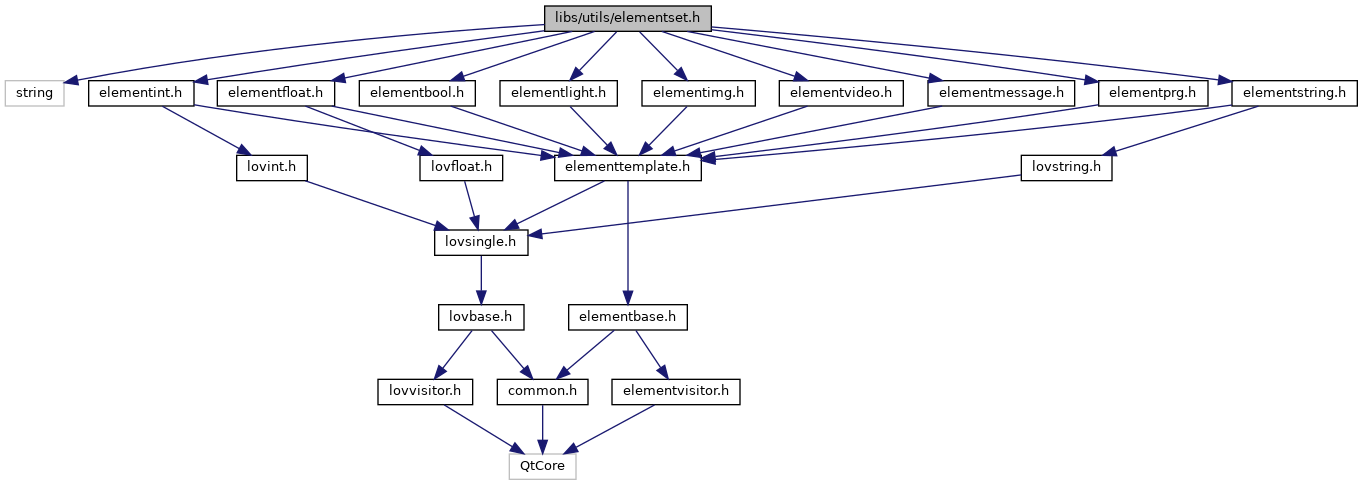 libs/utils/elementset.h
string
elementint.h
elementfloat.h
elementbool.h
elementlight.h
elementimg.h
elementvideo.h
elementmessage.h
elementprg.h
elementstring.h
lovint.h
lovfloat.h
elementtemplate.h
lovstring.h
lovsingle.h
lovbase.h
elementbase.h
lovvisitor.h
common.h
elementvisitor.h
QtCore